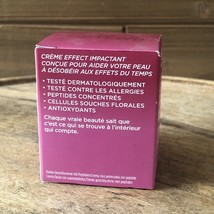 CRÈME EFFECT IMPACTANT
CONÇUE POUR AIDER VOTRE PEAU
À DÉSOBÉIR AUX EFFETS DU TEMPS
• TESTÉ DERMATOLOGIQUEMENT
• TESTÉ CONTRE LES ALLERGIES
• PEPTIDES CONCENTRÉS
• CELLULES SOUCHES FLORALES
• ANTIOXYDANTS
Chaque vraie beauté sait que
c'est ce qui se trouve à l'intérieur
qui compte.